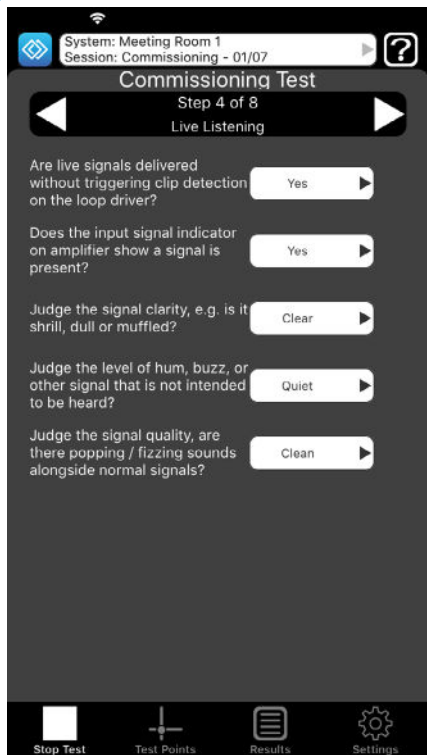 System: Meeting Room 1
Session: Commissioning - 01/07
?
Commissioning Test
Step 4 of 8
Live Listening
Are live signals delivered
without triggering clip detection
on the loop driver?
Yes
Does the input signal indicator
on amplifier show a signal is
present?
Yes
Judge the signal clarity, e.g. is it
shrill, dull or muffled?
Clear
Judge the level of hum, buzz, or
other signal that is not intended
to be heard?
Quiet
Judge the signal quality, are
there popping / fizzing sounds
alongside normal signals?
Clean
Stop Test
Test Points
Results
Settings